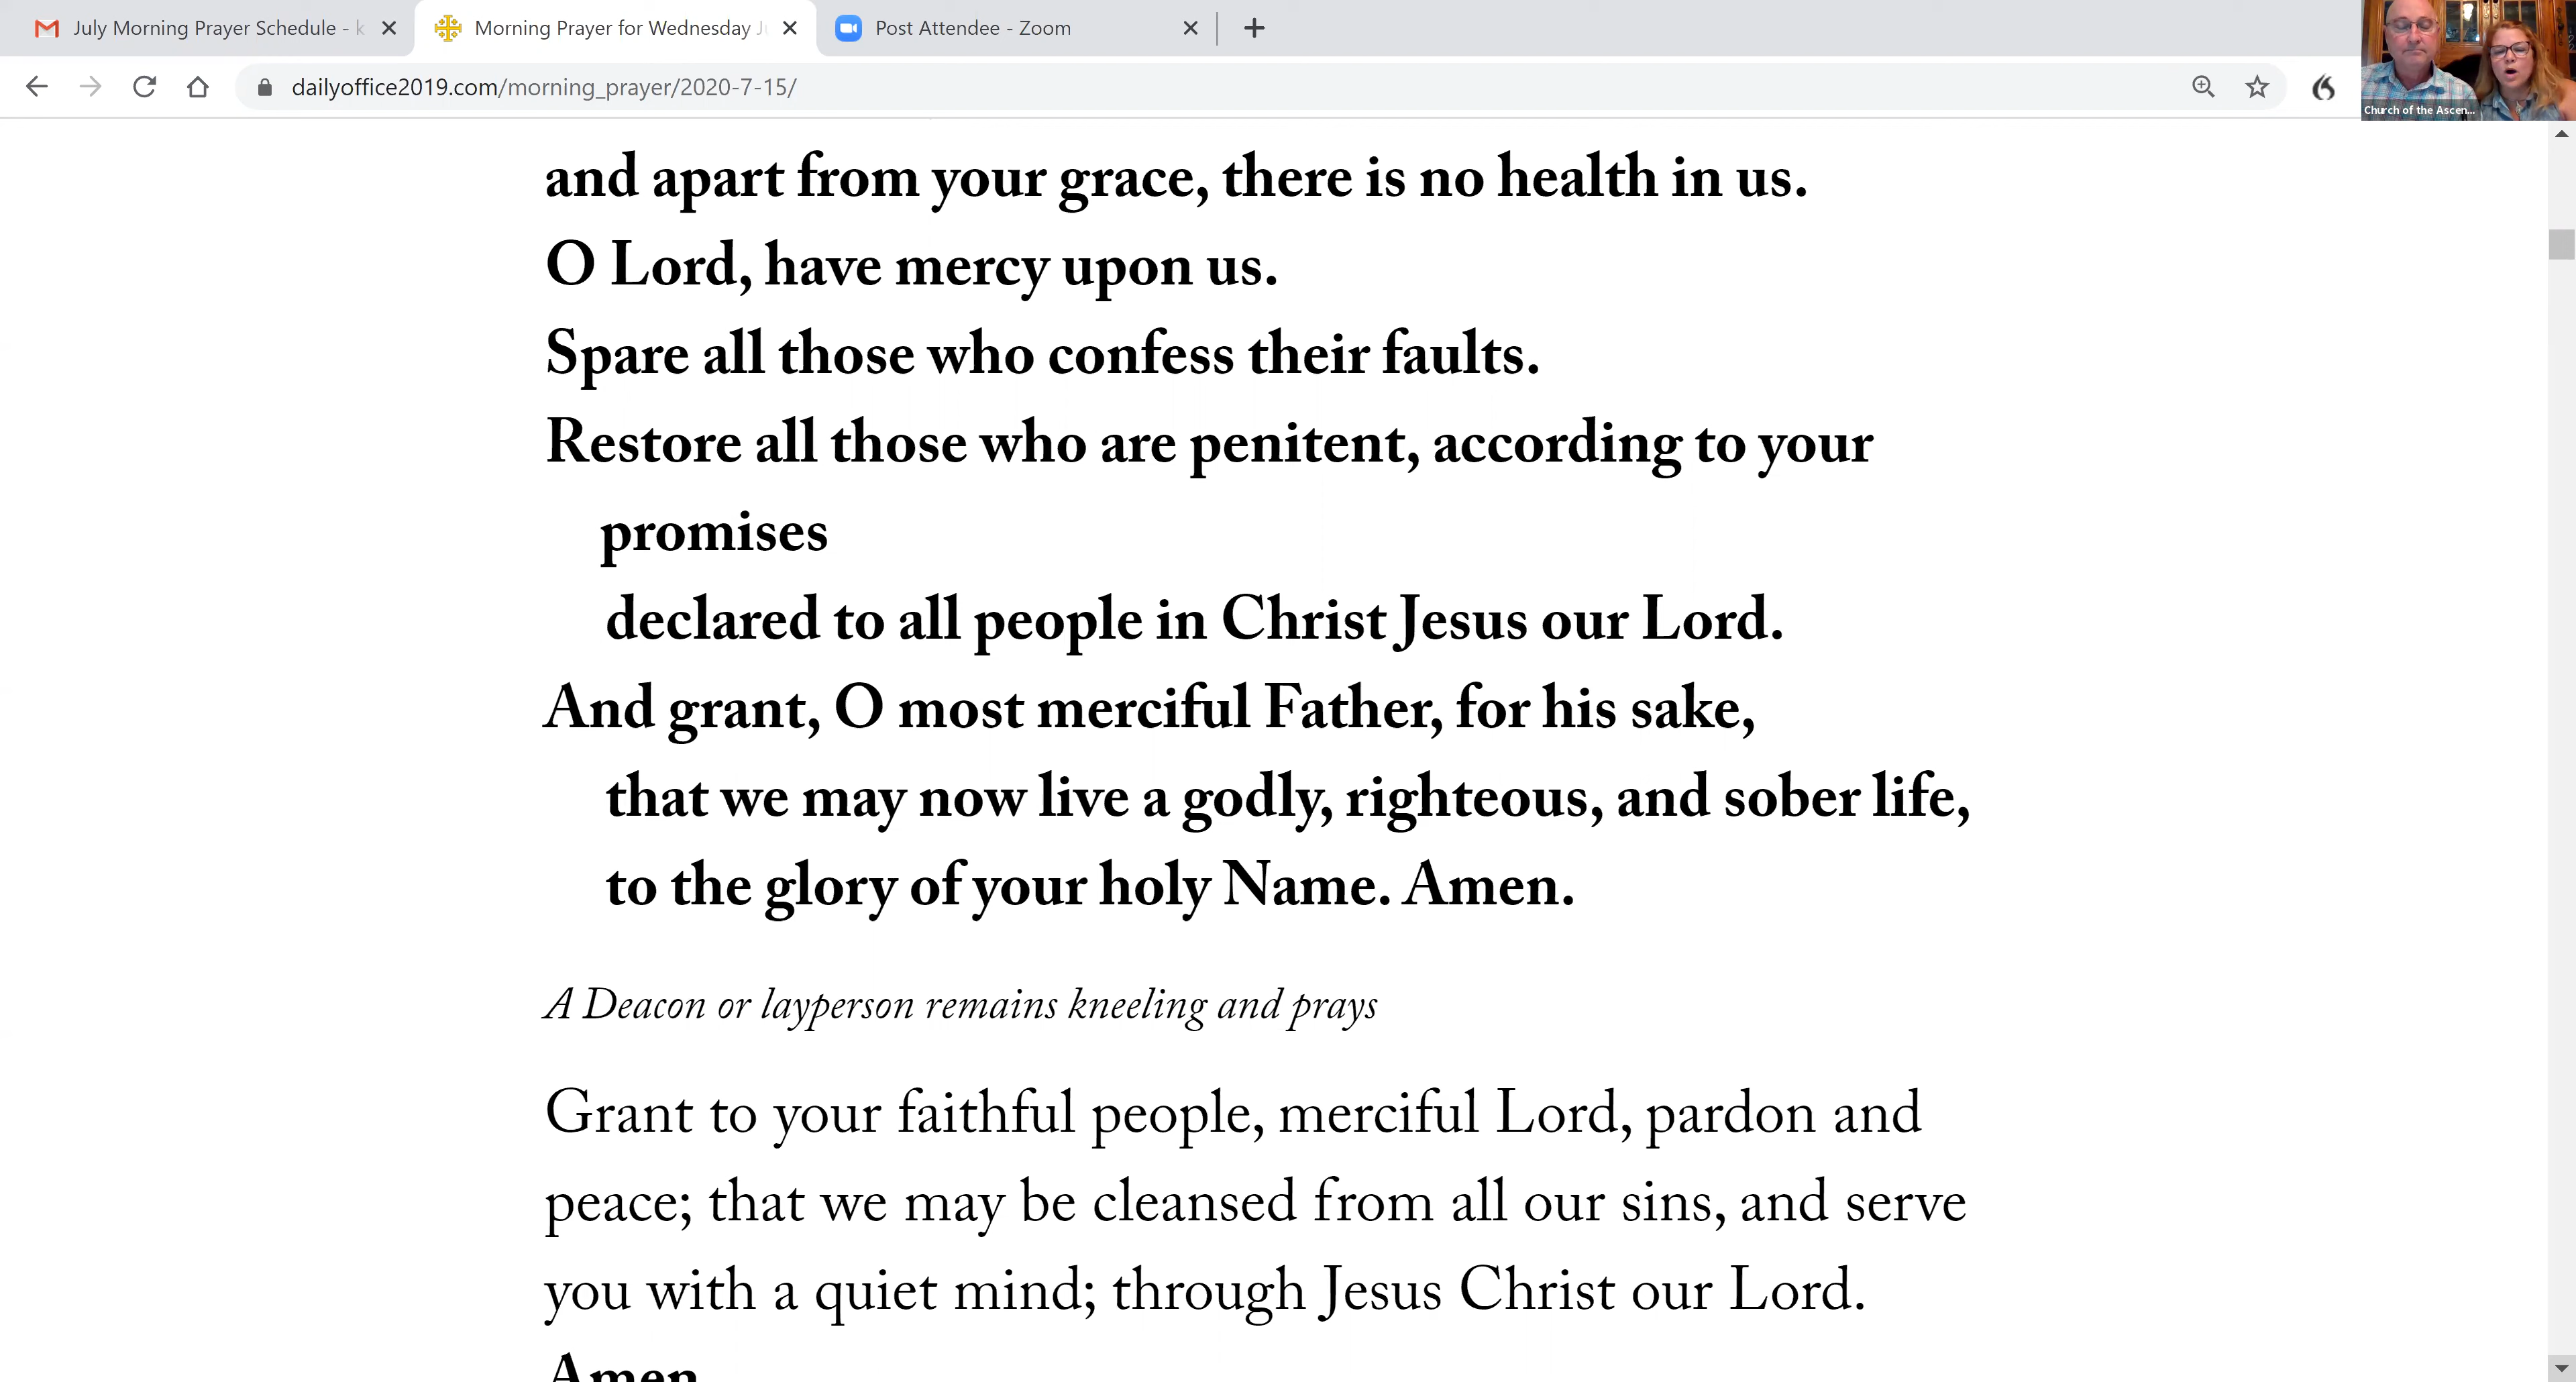 July Morning Prayer Schedule - k
Morning Prayer for Wednesday J
Post Attendee - Zoom
dailyoffice2019.com/morning_prayer/2020-7-15/
Church of the Ascen...
and apart from your grace, there is no health in us.
O Lord, have mercy upon us.
Spare all those who confess their faults.
Restore all those who are penitent, according to your
promises
declared to all people in Christ Jesus our Lord.
And grant, O most merciful Father, for his sake,
that we may now live a godly, righteous, and sober life,
to the glory of your holy Name. Amen.
A Deacon or layperson remains kneeling and prays
Grant to your faithful people, merciful Lord, pardon and
peace; that we may be cleansed from all our sins, and serve
you with a quiet mind; through Jesus Christ our Lord.
Amen